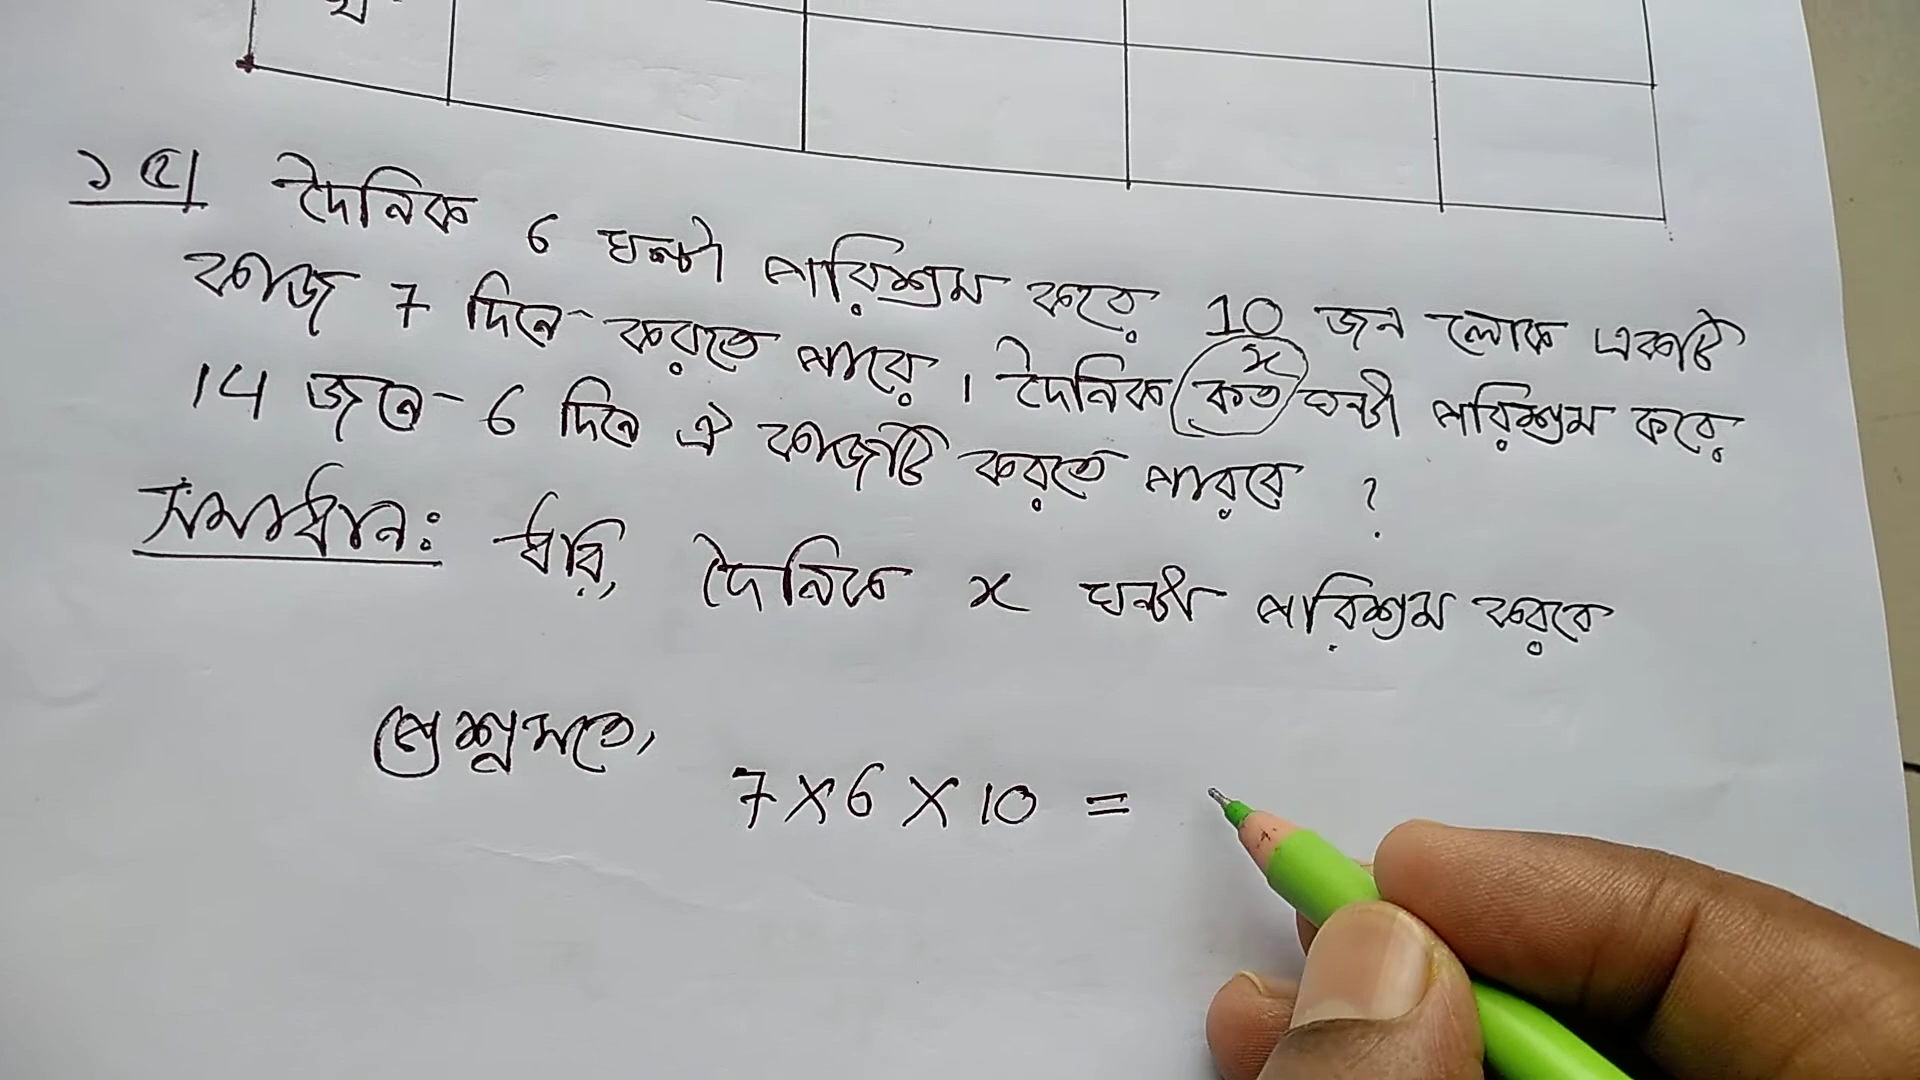 ১৫। দৈনিক 6 ঘন্টা পরিশ্রম করে 10 জন লোক একটি
কাজ 7 দিনে করতে পারে । দৈনিক কত ঘন্টা পরিশ্রম করে
x
14 জনে 6 দিনে ঐ কাজটি করতে পারবে ?
সমাধান: ধরি, দৈনিক x ঘন্টা পরিশ্রম করবে
প্রশ্নমতে,
7 × 6 × 10 =